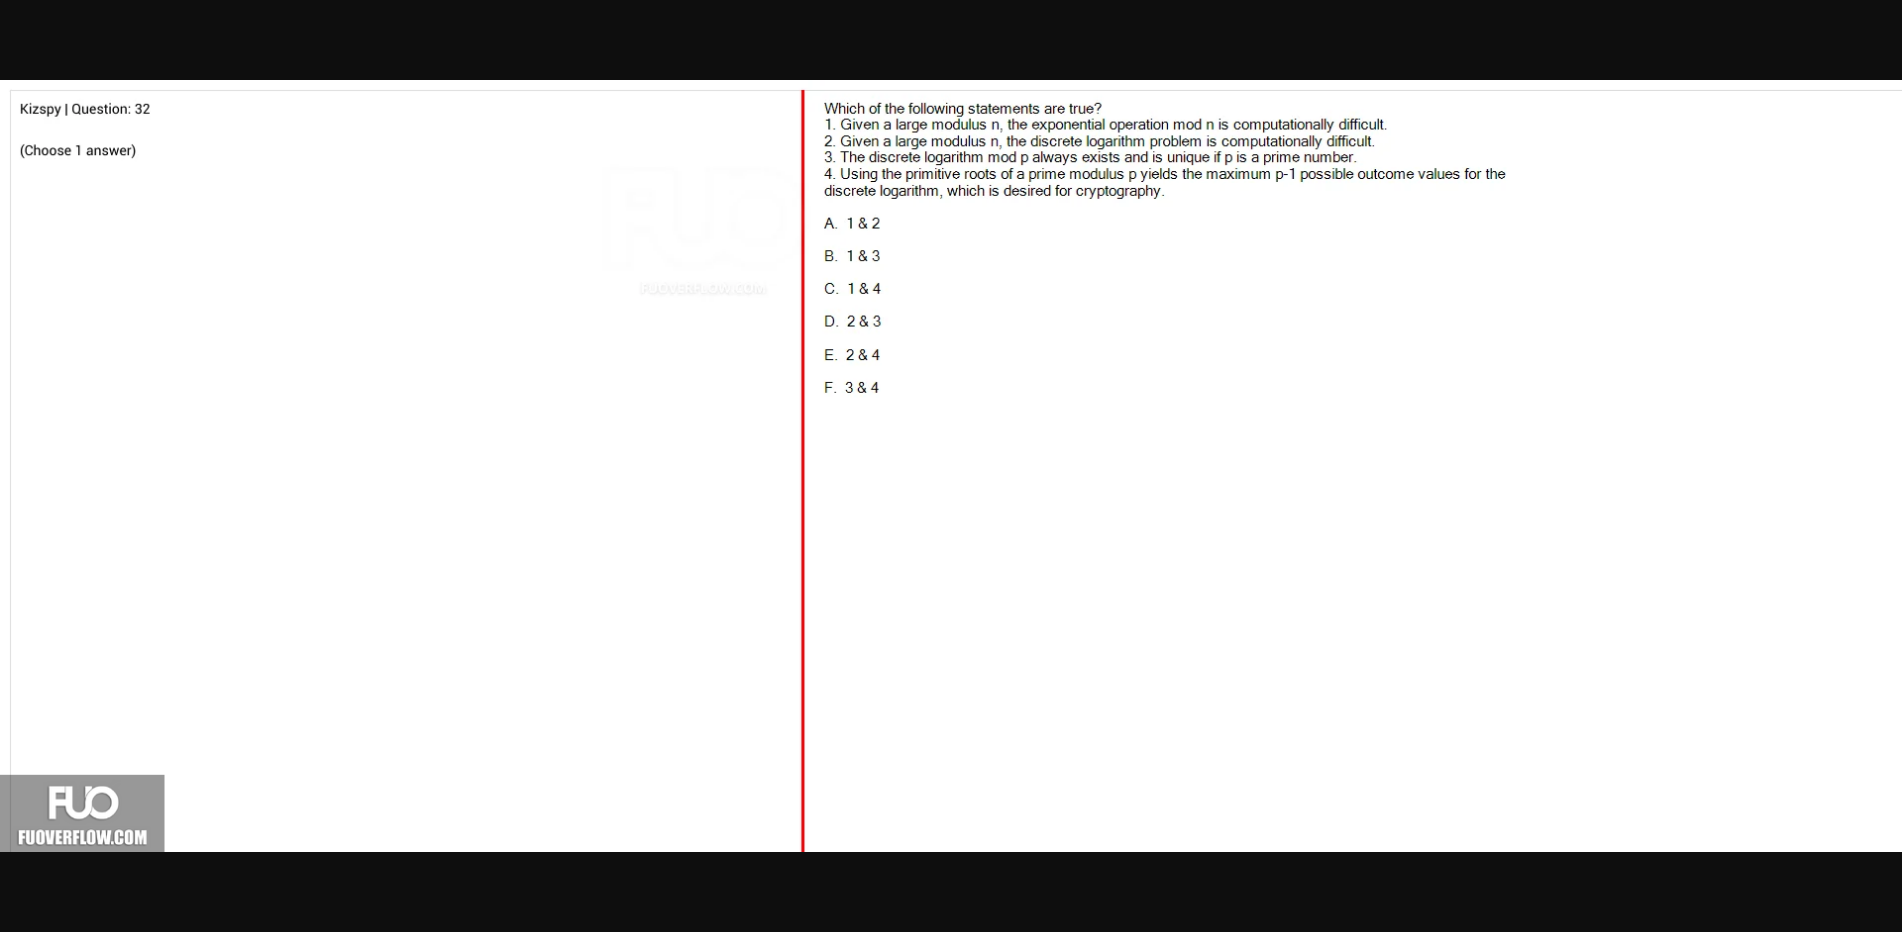 Kizspy | Question: 32
(Choose 1 answer)
FUO
FUOVERFLOW.COM
Which of the following statements are true?
1. Given a large modulus n, the exponential operation mod n is computationally difficult.
2. Given a large modulus n, the discrete logarithm problem is computationally difficult.
3. The discrete logarithm mod p always exists and is unique if p is a prime number.
4. Using the primitive roots of a prime modulus p yields the maximum p-1 possible outcome values for the
discrete logarithm, which is desired for cryptography.
A. 1 & 2
B. 1 & 3
C. 1 & 4
D. 2 & 3
E. 2 & 4
F. 3 & 4
FUO
FUOVERFLOW.COM